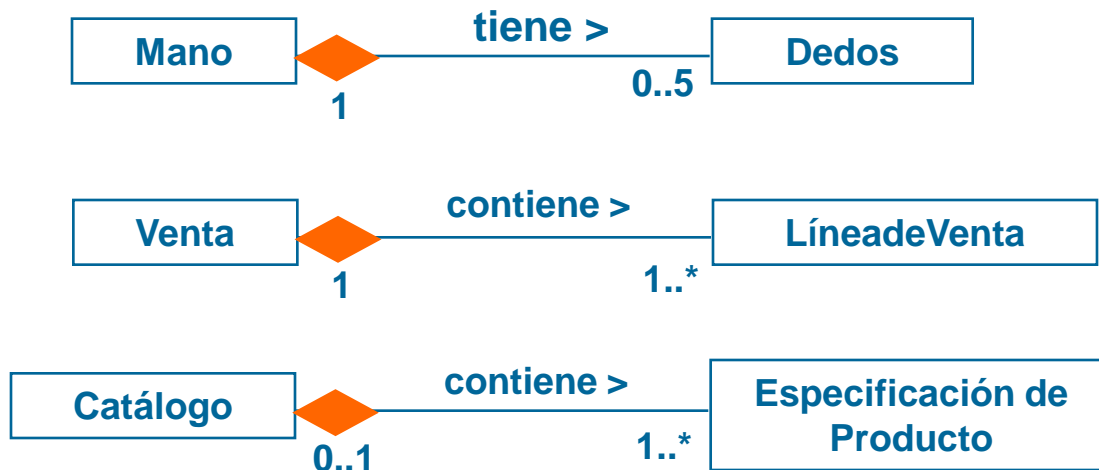 Mano
tiene >
Dedos
1
0..5
Venta
contiene >
LíneadeVenta
1
1..*
Catálogo
contiene >
Especificación de
Producto
0..1
1..*